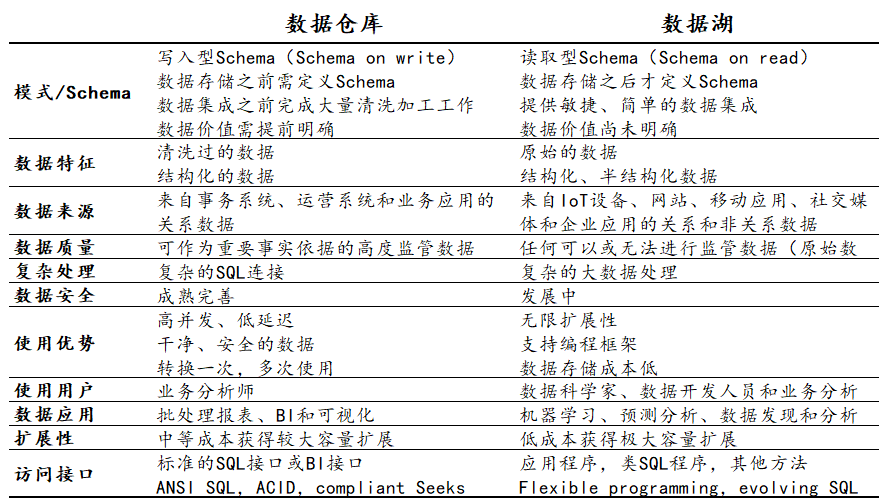 数据仓库 数据湖
写入型Schema（Schema on write） 读取型Schema（Schema on read）
数据存储之前需定义Schema 数据存储之后才定义Schema
模式/Schema
数据集成之前完成大量清洗加工工作 提供敏捷、简单的数据集成
数据价值需提前明确 数据价值尚未明确
数据特征
清洗过的数据 原始的数据
结构化的数据 结构化、半结构化数据
数据来源
来自事务系统、运营系统和业务应用的 来自IoT设备、网站、移动应用、社交媒
关系数据 体和企业应用的关系和非关系数据
数据质量 可作为重要事实依据的高度监管数据 任何可以或无法进行监管数据（原始数
复杂处理 复杂的SQL连接 复杂的大数据处理
数据安全 成熟完善 发展中
高并发、低延迟 无限扩展性
使用优势 干净、安全的数据 支持编程框架
转换一次，多次使用 数据存储成本低
使用用户 业务分析师 数据科学家、数据开发人员和业务分析
数据应用 批处理报表、BI和可视化 机器学习、预测分析、数据发现和分析
扩展性 中等成本获得较大容量扩展 低成本获得极大容量扩展
访问接口
标准的SQL接口或BI接口 应用程序，类SQL程序，其他方法
ANSI SQL, ACID, compliant Seeks Flexible programming, evolving SQL